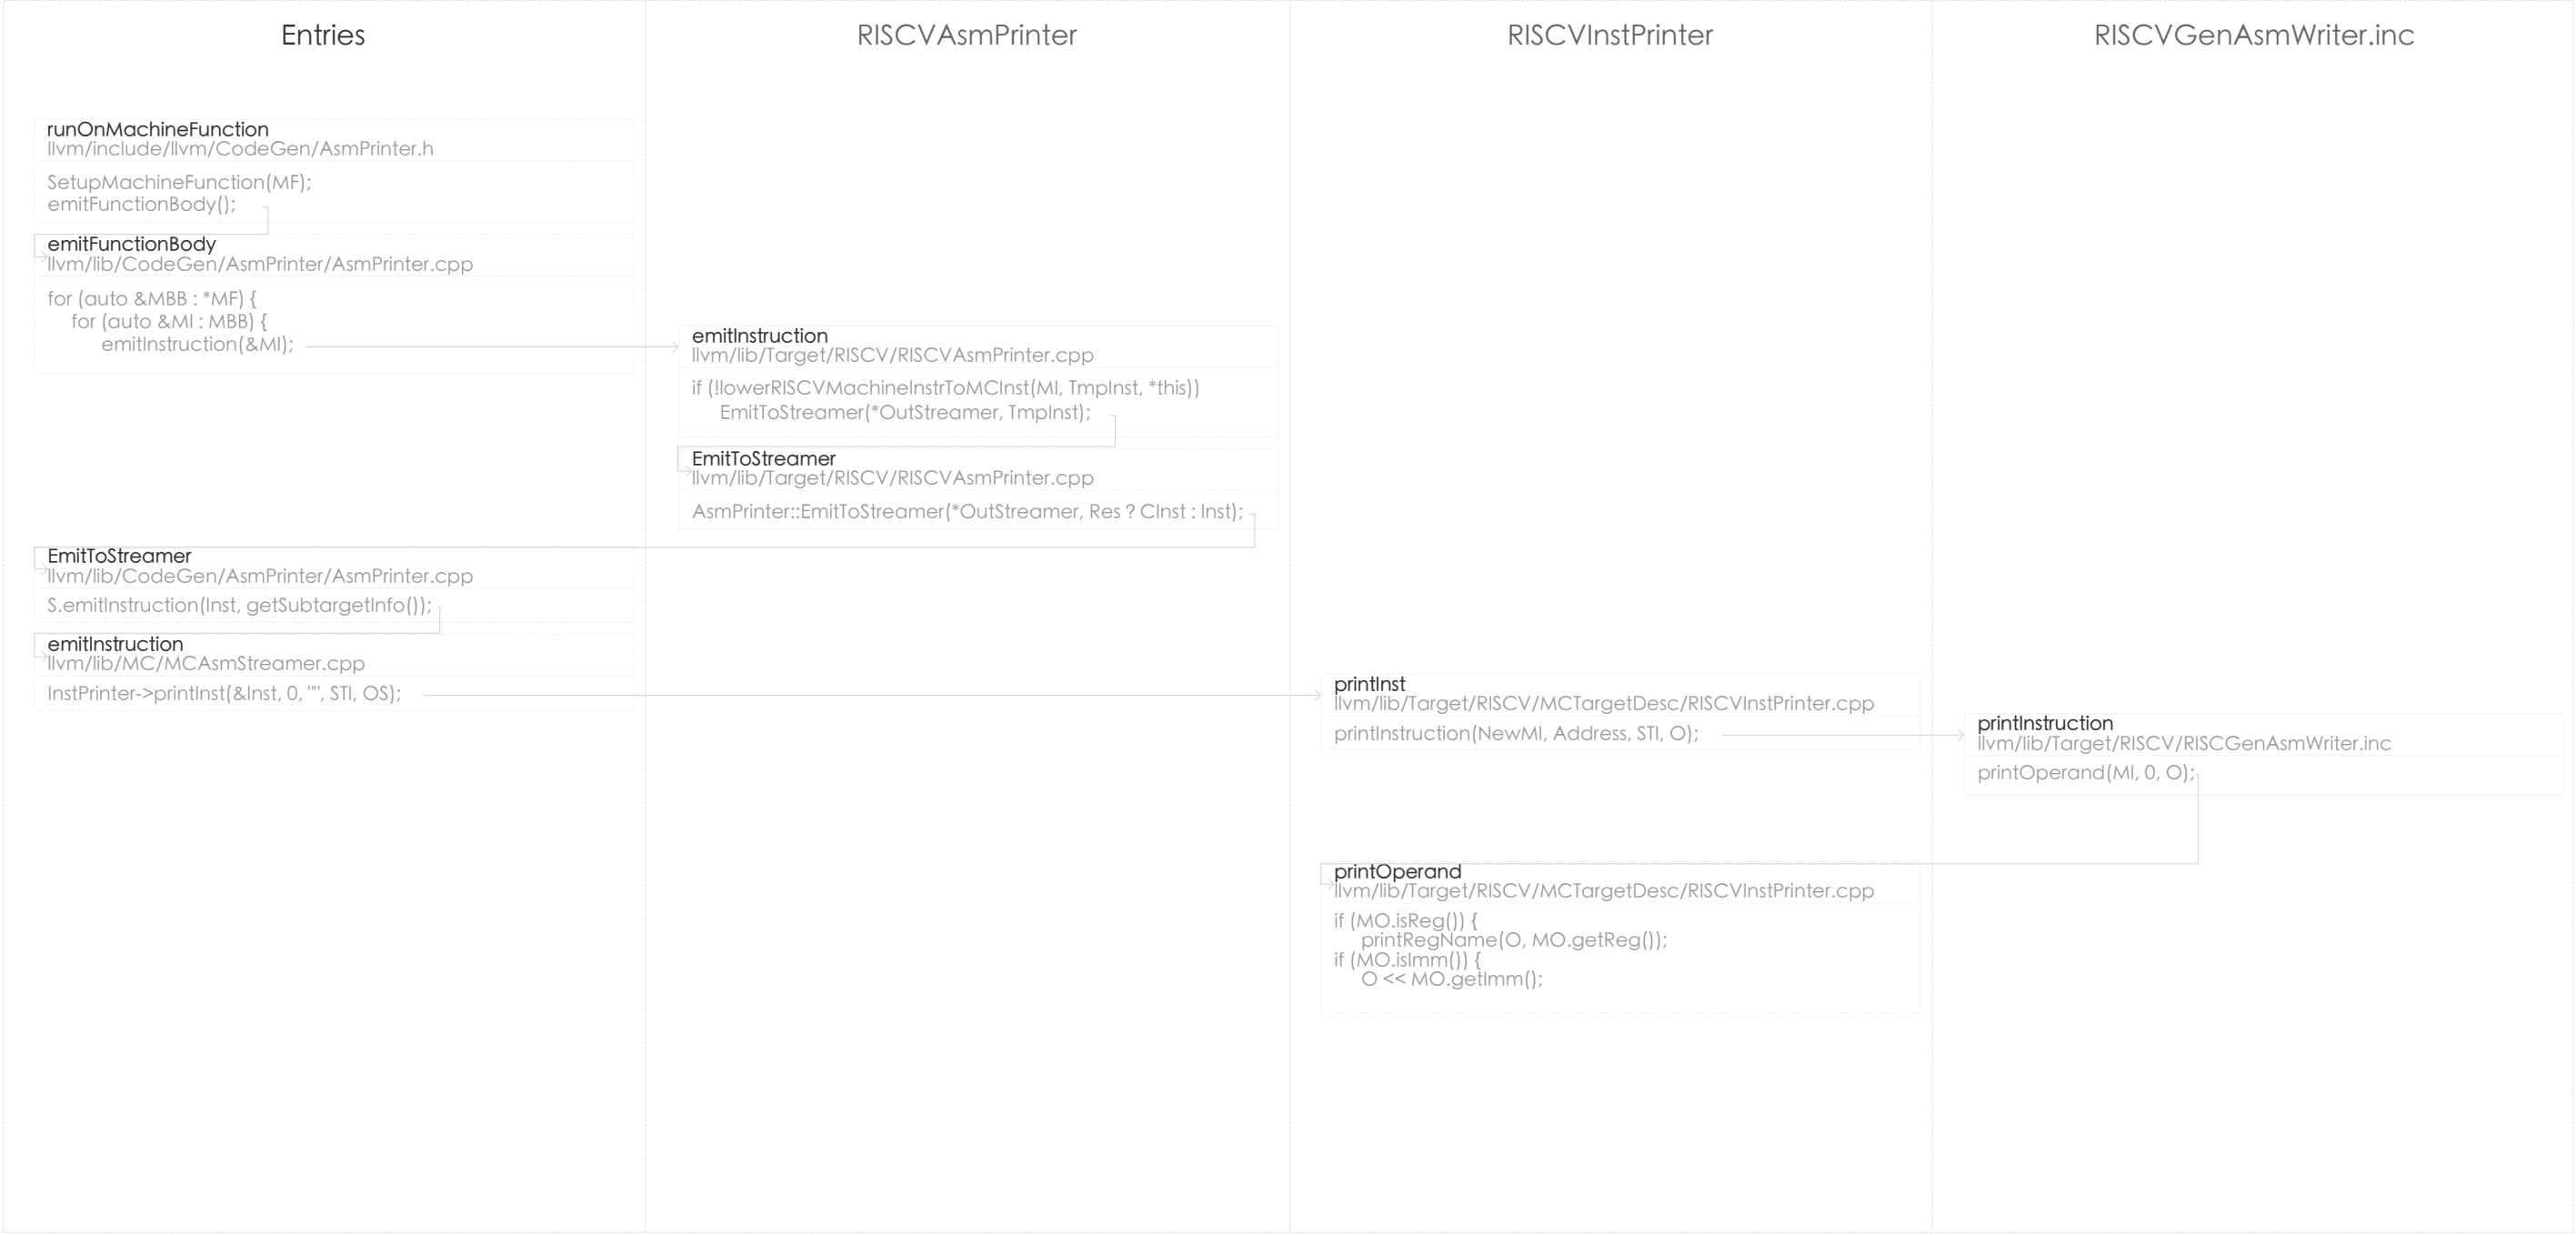 Entries
RISCVAsmPrinter
RISCVInstPrinter
RISCVGenAsmWriter.inc
runOnMachineFunction
llvm/include/llvm/CodeGen/AsmPrinter.h
SetupMachineFunction(MF);
emitFunctionBody();
emitFunctionBody
llvm/lib/CodeGen/AsmPrinter/AsmPrinter.cpp
for (auto &MBB : *MF) {
for (auto &MI : MBB) {
emitInstruction(&MI);
emitInstruction
llvm/lib/Target/RISCV/RISCVAsmPrinter.cpp
if (!lowerRISCVMachineInstrToMCInst(MI, TmpInst, *this))
EmitToStreamer(*OutStreamer, TmpInst);
EmitToStreamer
llvm/lib/Target/RISCV/RISCVAsmPrinter.cpp
AsmPrinter::EmitToStreamer(*OutStreamer, Res ? CInst : Inst);
EmitToStreamer
llvm/lib/CodeGen/AsmPrinter/AsmPrinter.cpp
S.emitInstruction(Inst, getSubtargetInfo());
emitInstruction
llvm/lib/MC/MCAsmStreamer.cpp
InstPrinter->printInst(&Inst, 0, "", STI, OS);
printInst
llvm/lib/Target/RISCV/MCTargetDesc/RISCVInstPrinter.cpp
printInstruction(NewMI, Address, STI, O);
printInstruction
llvm/lib/Target/RISCV/RISCGenAsmWriter.inc
printOperand(MI, 0, O);
printOperand
llvm/lib/Target/RISCV/MCTargetDesc/RISCVInstPrinter.cpp
if (MO.isReg()) {
printRegName(O, MO.getReg());
if (MO.isImm()) {
O << MO.getImm();